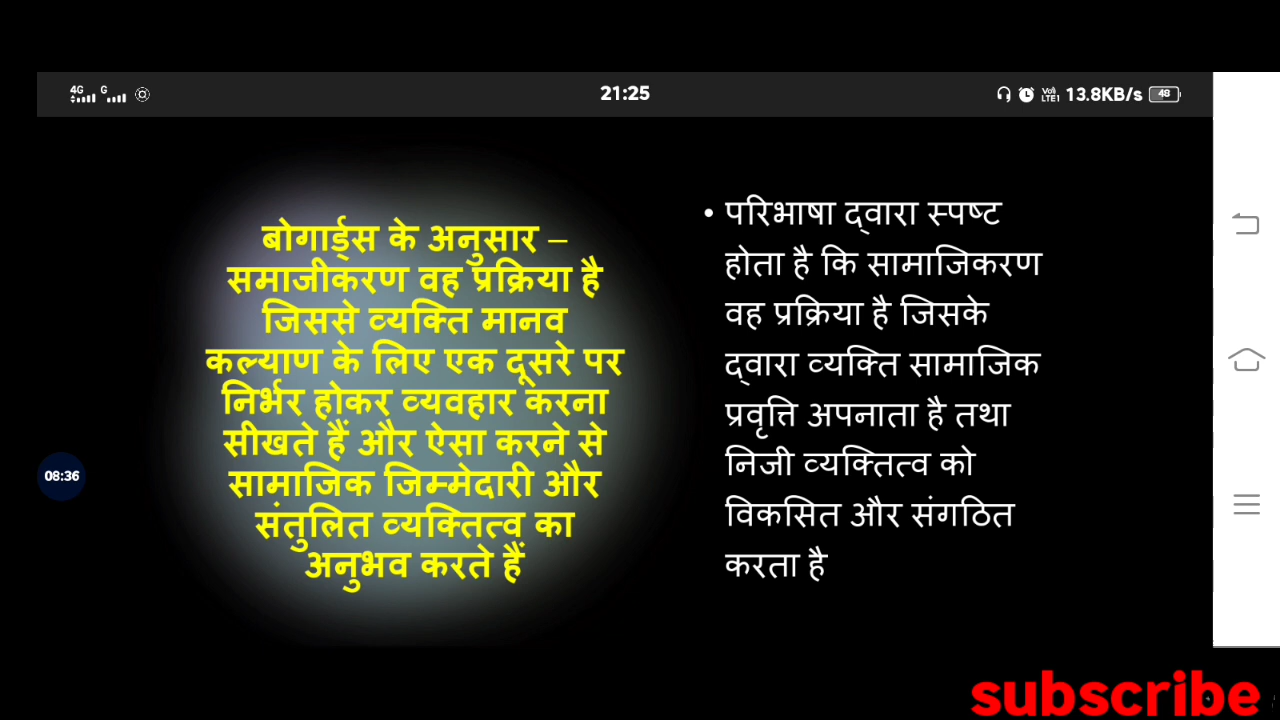 4G G 21:25 VoLTE1 13.8KB/s 48
बोगार्ड्स के अनुसार –
समाजीकरण वह प्रक्रिया है
जिससे व्यक्ति मानव
कल्याण के लिए एक दूसरे पर
निर्भर होकर व्यवहार करना
सीखते हैं और ऐसा करने से
सामाजिक जिम्मेदारी और
संतुलित व्यक्तित्व का
अनुभव करते हैं
• परिभाषा द्वारा स्पष्ट
होता है कि सामाजिकरण
वह प्रक्रिया है जिसके
द्वारा व्यक्ति सामाजिक
प्रवृत्ति अपनाता है तथा
निजी व्यक्तित्व को
विकसित और संगठित
करता है
08:36
subscribe